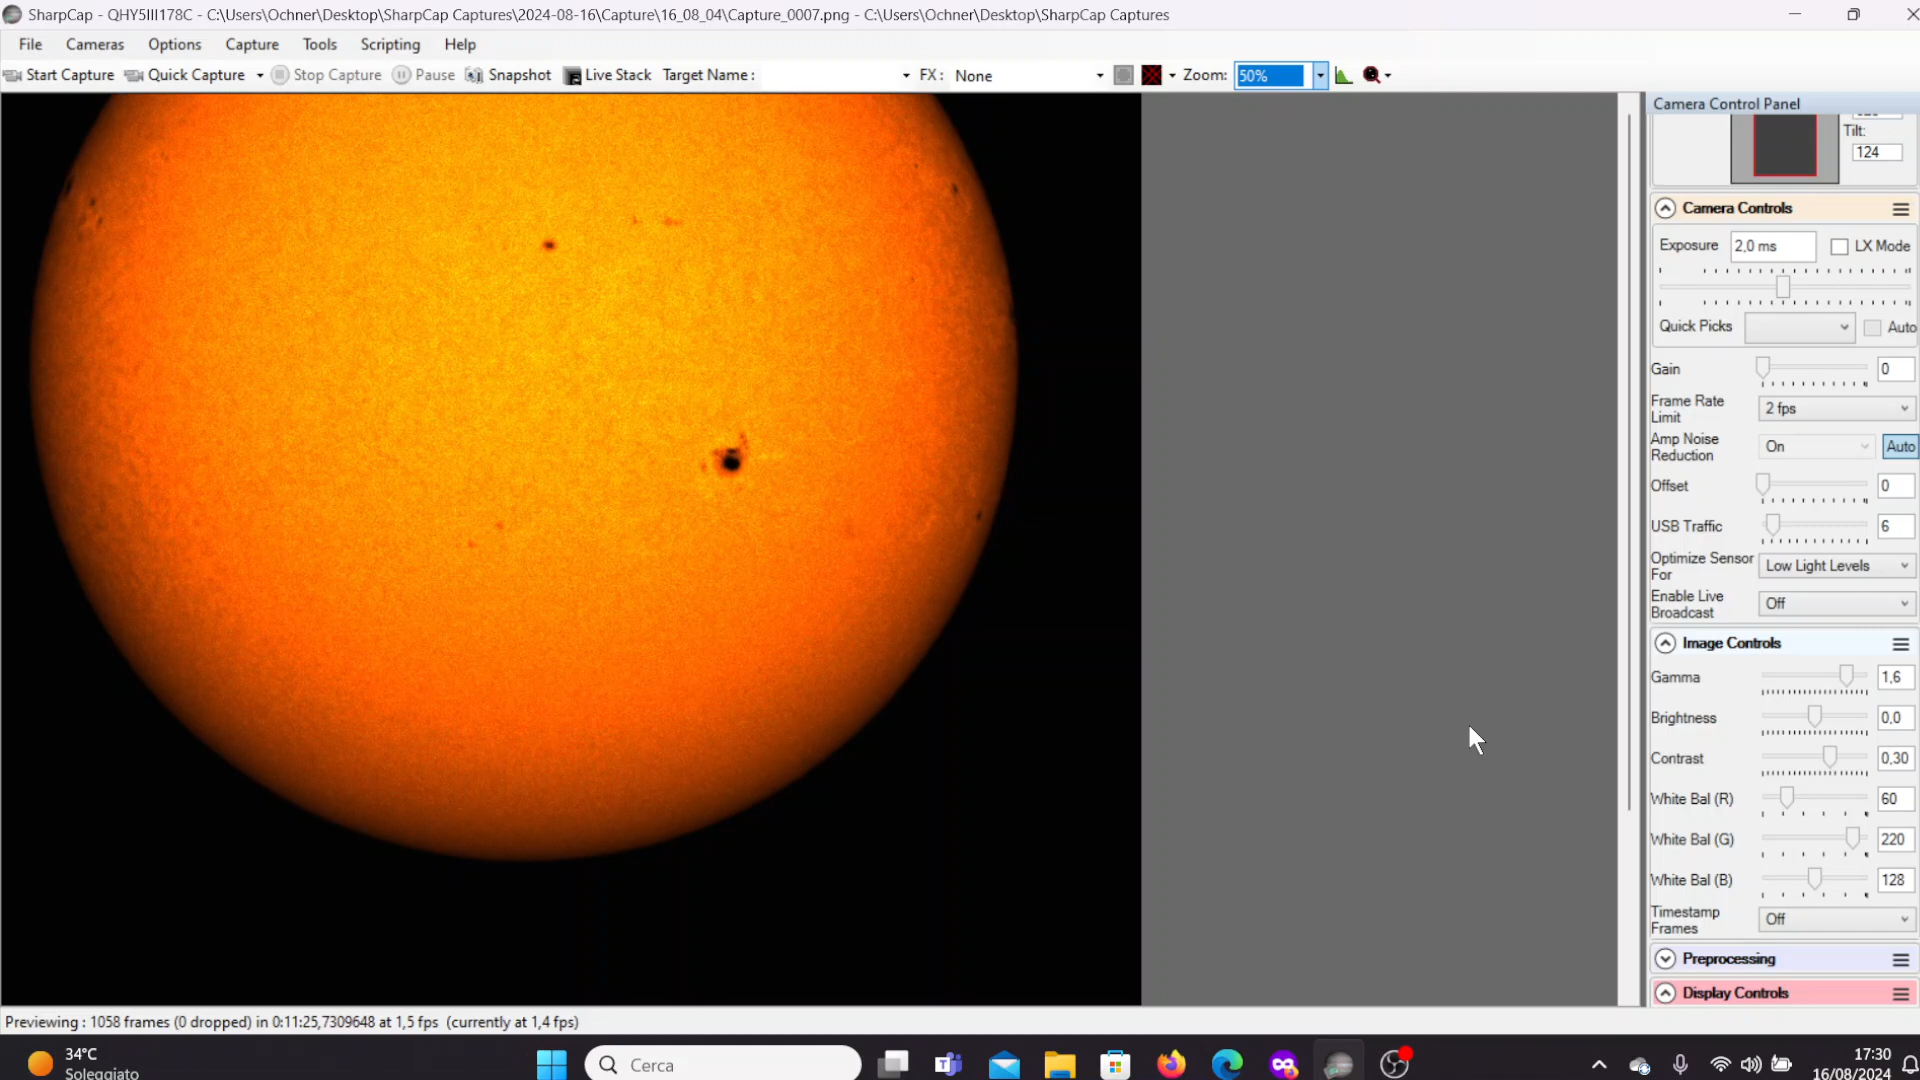 SharpCap - QHY5III178C - C:\Users\Ochner\Desktop\SharpCap Captures\2024-08-16\Capture\16_08_04\Capture_0007.png - C:\Users\Ochner\Desktop\SharpCap Captures
File Cameras Options Capture Tools Scripting Help
Start Capture Quick Capture Stop Capture Pause Snapshot Live Stack Target Name : FX : None Zoom: 50%
Camera Control Panel
Tilt:
124
Camera Controls
Exposure 2,0 ms LX Mode
Quick Picks Auto
Gain 0
Frame Rate Limit 2 fps
Amp Noise Reduction On Auto
Offset 0
USB Traffic 6
Optimize Sensor For Low Light Levels
Enable Live Broadcast Off
Image Controls
Gamma 1,6
Brightness 0,0
Contrast 0,30
White Bal (R) 60
White Bal (G) 220
White Bal (B) 128
Timestamp Frames Off
Preprocessing
Display Controls
Previewing : 1058 frames (0 dropped) in 0:11:25,7309648 at 1,5 fps (currently at 1,4 fps)
34°C
Soleggiato
Cerca
17:30
16/08/2024